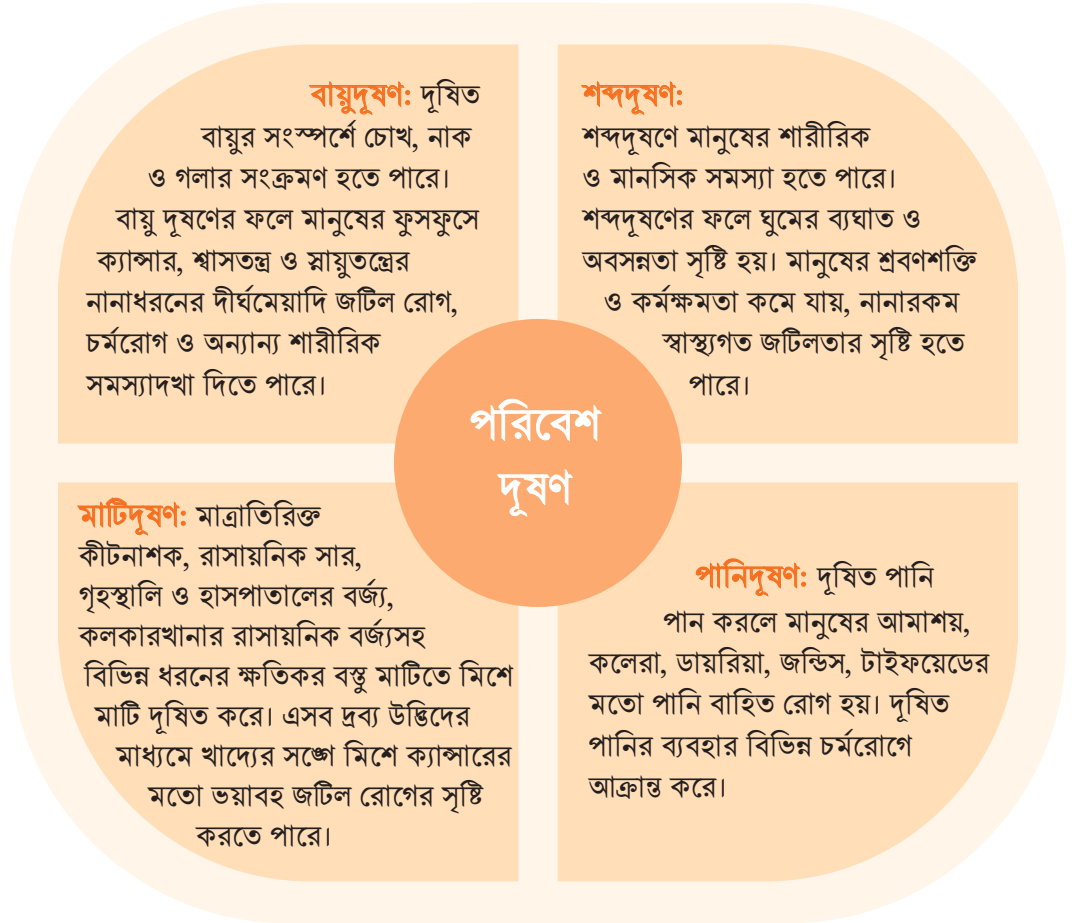 বায়ুদূষণ: দূষিত
বায়ুর সংস্পর্শে চোখ, নাক
ও গলার সংক্রমণ হতে পারে।
বায়ু দূষণের ফলে মানুষের ফুসফুসে
ক্যান্সার, শ্বাসতন্ত্র ও স্নায়ুতন্ত্রের
নানাধরনের দীর্ঘমেয়াদি জটিল রোগ,
চর্মরোগ ও অন্যান্য শারীরিক
সমস্যাদখা দিতে পারে।
শব্দদূষণ:
শব্দদূষণে মানুষের শারীরিক
ও মানসিক সমস্যা হতে পারে।
শব্দদূষণের ফলে ঘুমের ব্যঘাত ও
অবসন্নতা সৃষ্টি হয়। মানুষের শ্রবণশক্তি
ও কর্মক্ষমতা কমে যায়, নানারকম
স্বাস্থ্যগত জটিলতার সৃষ্টি হতে
পারে।
পরিবেশ
দূষণ
মাটিদূষণ: মাত্রাতিরিক্ত
কীটনাশক, রাসায়নিক সার,
গৃহস্থালি ও হাসপাতালের বর্জ্য,
কলকারখানার রাসায়নিক বর্জ্যসহ
বিভিন্ন ধরনের ক্ষতিকর বস্তু মাটিতে মিশে
মাটি দূষিত করে। এসব দ্রব্য উদ্ভিদের
মাধ্যমে খাদ্যের সঙ্গে মিশে ক্যান্সারের
মতো ভয়াবহ জটিল রোগের সৃষ্টি
করতে পারে।
পানিদূষণ: দূষিত পানি
পান করলে মানুষের আমাশয়,
কলেরা, ডায়রিয়া, জন্ডিস, টাইফয়েডের
মতো পানি বাহিত রোগ হয়। দূষিত
পানির ব্যবহার বিভিন্ন চর্মরোগে
আক্রান্ত করে।